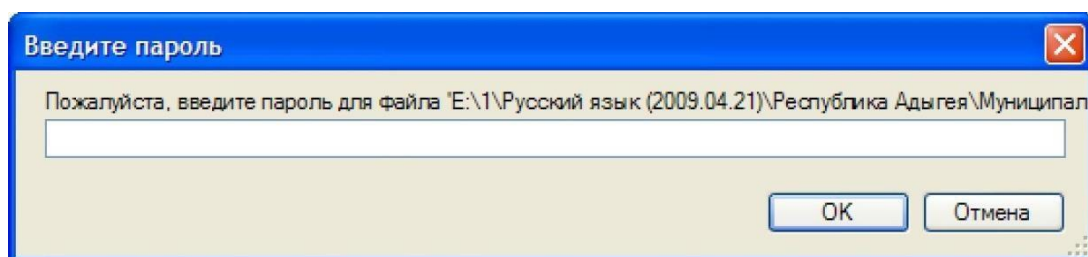 Введите пароль
Пожалуйста, введите пароль для файла 'E:\1\Русский язык (2009.04.21)\Республика Адыгея\Муниципал
OK
Отмена